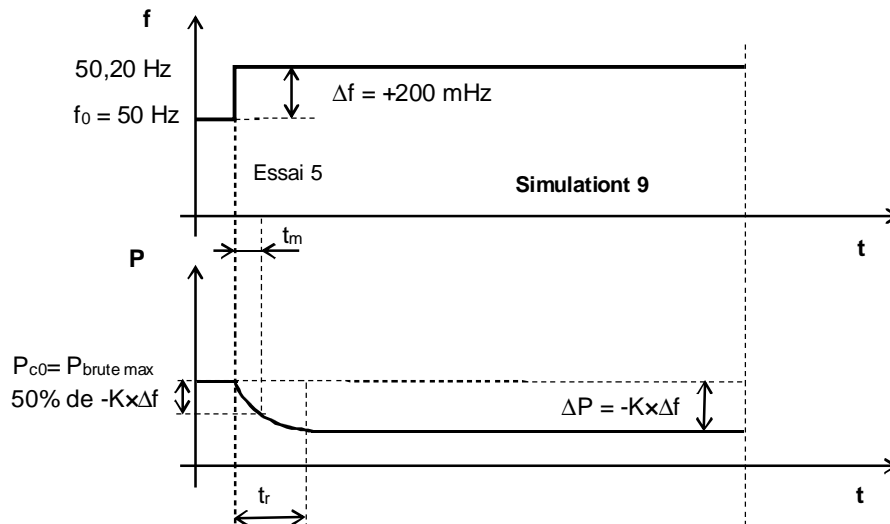 f
50,20 Hz
Δf = +200 mHz
f0 = 50 Hz
Essai 5
Simulationt 9
tm
t
P
Pc0= Pbrute max
50% de -K×Δf
ΔP = -K×Δf
tr
t